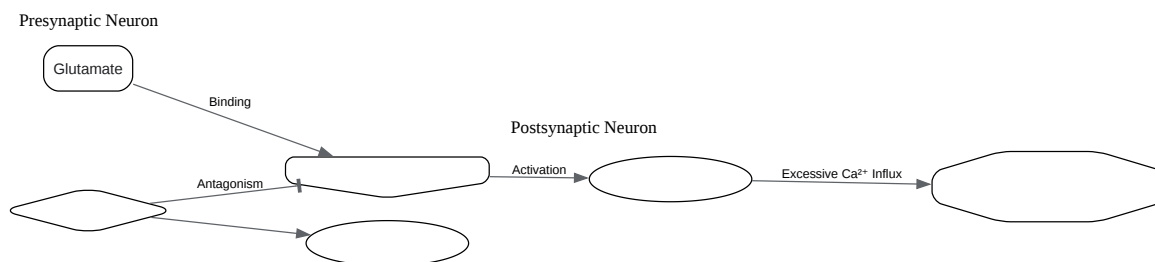 Presynaptic Neuron
Glutamate
Binding
Postsynaptic Neuron
Activation
Excessive Ca²⁺ Influx
Antagonism